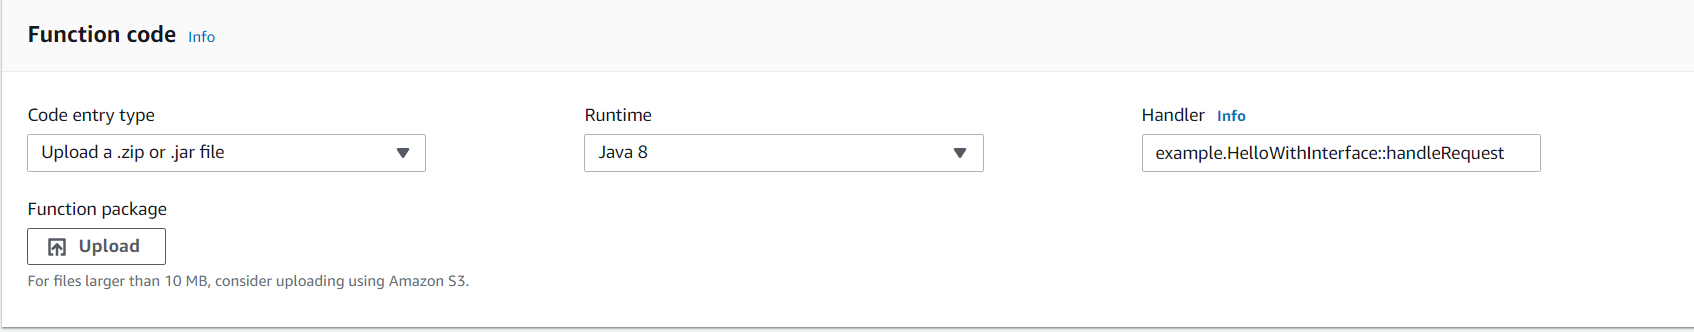 Function code Info
Code entry type Runtime Handler Info
Upload a .zip or .jar file Java 8 example.HelloWithInterface::handleRequest
Function package
Upload
For files larger than 10 MB, consider uploading using Amazon S3.